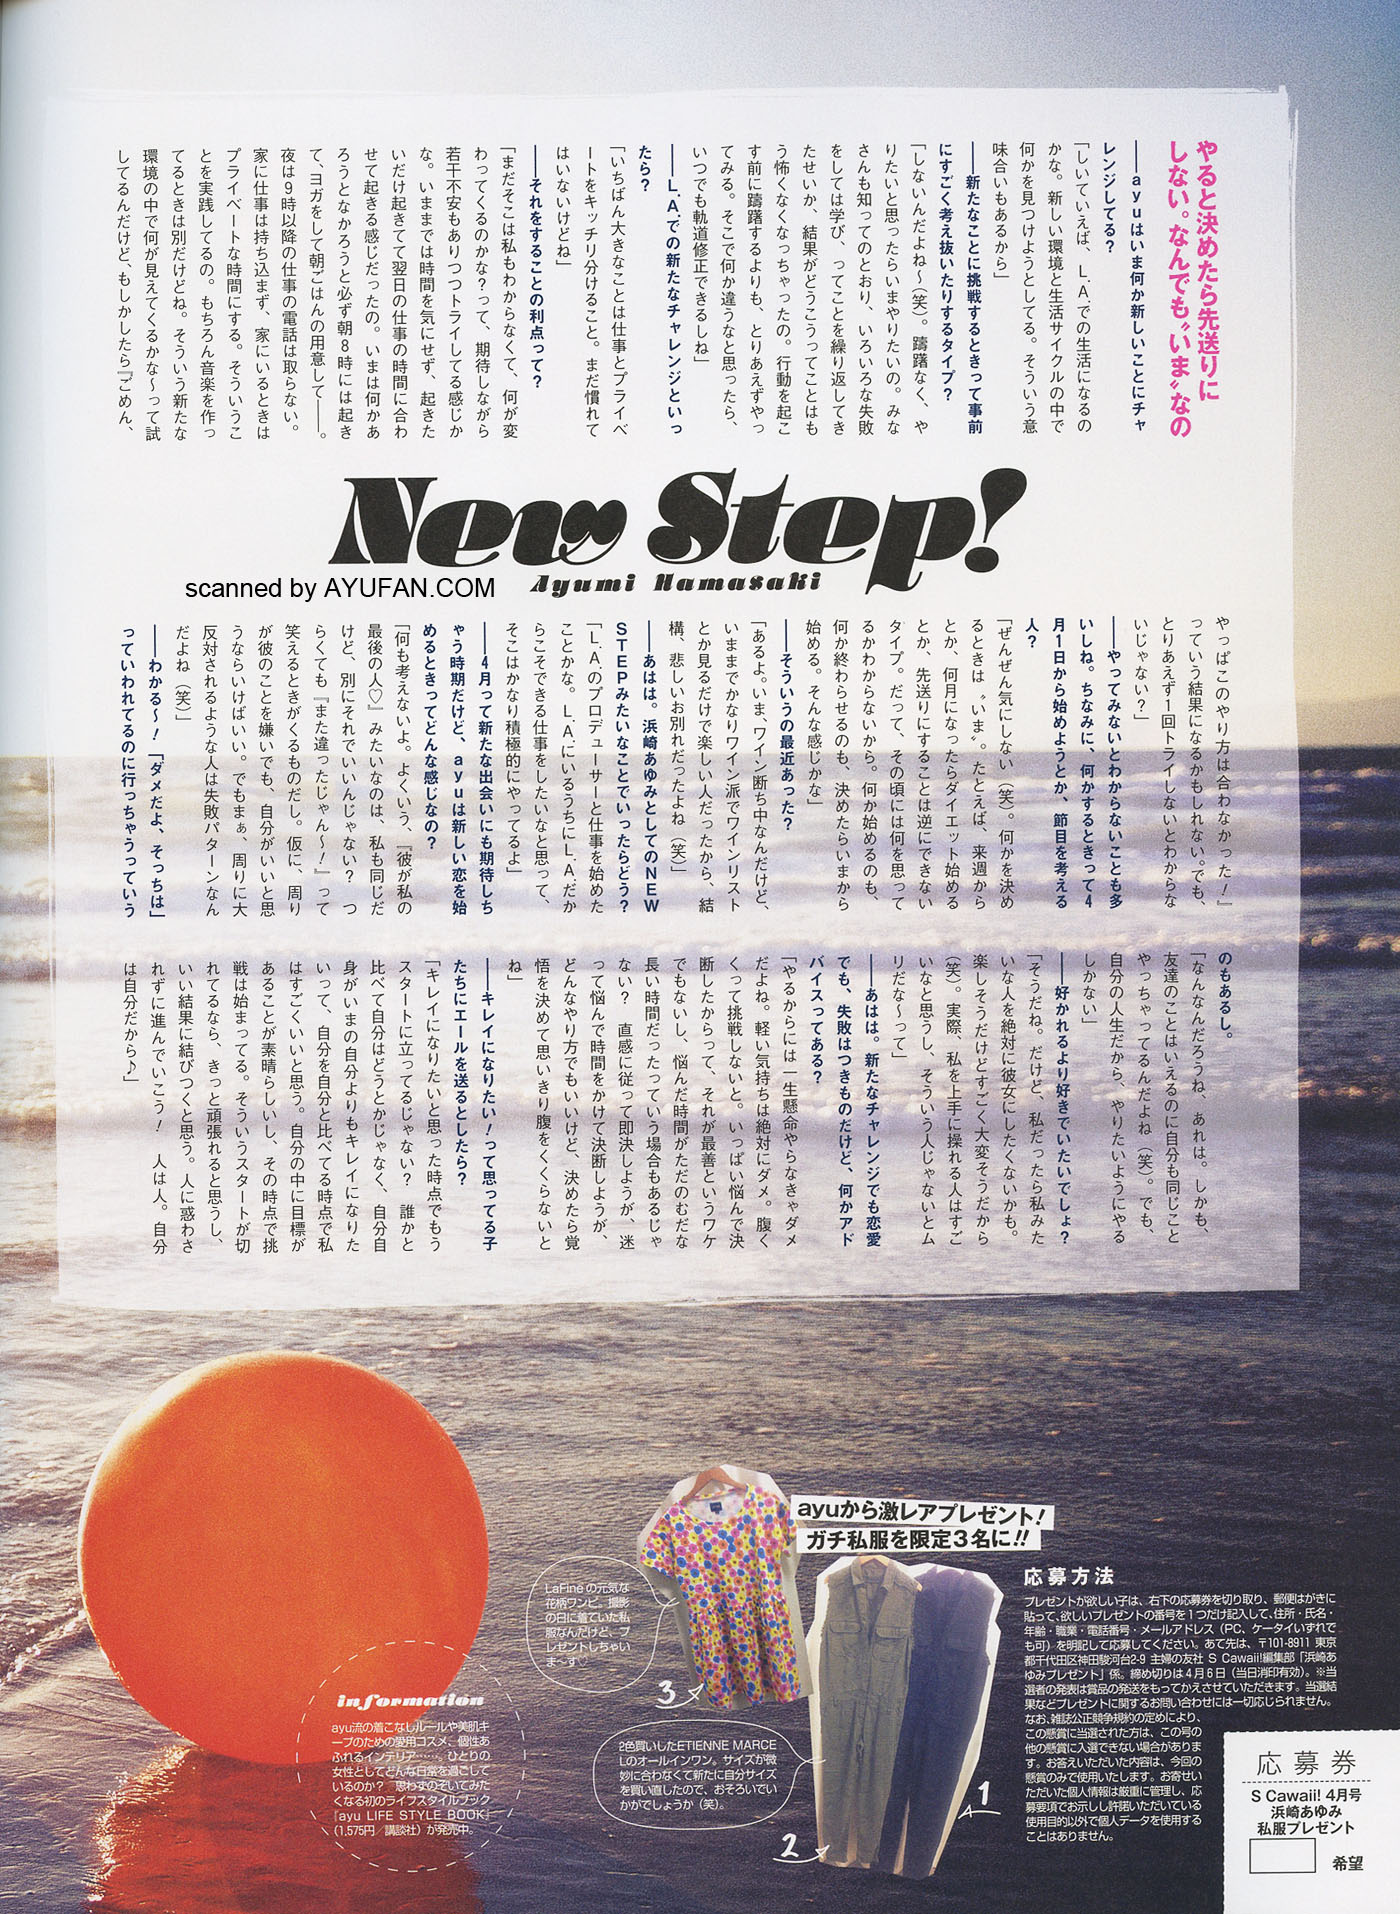 やると決めたら先送りに
しない。なんでも〝いま〟なの
――ayuはいま何か新しいことにチャ
レンジしてる？
「しいていえば、L.A.での生活になるの
かな。新しい環境と生活サイクルの中で
何かを見つけようとしてる。そういう意
味合いもあるから」
――新たなことに挑戦するときって事前
にすごく考え抜いたりするタイプ？
「しないんだよね～（笑）。躊躇なく、や
りたいと思ったらいまやりたいの。みな
さんも知ってのとおり、いろいろな失敗
をしては学び、ってことを繰り返してき
たせいか、結果がどうこうってことはも
う怖くなくなっちゃったの。行動を起こ
す前に躊躇するよりも、とりあえずやっ
てみる。そこで何か違うなと思ったら、
いつでも軌道修正できるしね」
――L.A.での新たなチャレンジといっ
たら？
「いちばん大きなことは仕事とプライベ
ートをキッチリ分けること。まだ慣れて
はいないけどね」
――それをすることの利点って？
「まだそこは私もわからなくて、何が変
わってくるのかな？って、期待しながら
若干不安もありつつトライしてる感じか
な。いままでは時間を気にせず、起きた
いだけ起きてて翌日の仕事の時間に合わ
せて起きる感じだったの。いまは何かあ
ろうとなかろうと必ず朝8時には起き
て、ヨガをして朝ごはんの用意して――。
夜は9時以降の仕事の電話は取らない。
家に仕事は持ち込まず、家にいるときは
プライベートな時間にする。そういうこ
とを実践してるの。もちろん音楽を作っ
てるときは別だけどね。そういう新たな
環境の中で何が見えてくるかな～って試
してるんだけど、もしかしたら『ごめん、
New Step!
Ayumi Hamasaki
scanned by AYUFAN.COM
やっぱこのやり方は合わなかった！』
っていう結果になるかもしれない。でも、
とりあえず1回トライしないとわからな
いじゃない？」
――やってみないとわからないことも多
いしね。ちなみに、何かするときって4
月1日から始めようとか、節目を考える
人？
「ぜんぜん気にしない（笑）。何かを決め
るときは〝いま〟。たとえば、来週から
とか、何月になったらダイエット始める
とか、先送りにすることは逆にできない
タイプ。だって、その頃には何を思って
るかわからないから。何か始めるのも、
何か終わらせるのも、決めたらいまから
始める。そんな感じかな」
――そういうの最近あった？
「あるよ。いま、ワイン断ち中なんだけど、
いままでかなりワイン派でワインリスト
とか見るだけで楽しい人だったから、結
構、悲しいお別れだったよね（笑）」
――あはは。浜崎あゆみとしてのNEW
STEPみたいなことでいったらどう？
「L.A.のプロデューサーと仕事を始めた
ことかな。L.A.にいるうちにL.A.だか
らこそできる仕事をしたいなと思って、
そこはかなり積極的にやってるよ」
――4月って新たな出会いにも期待しち
ゃう時期だけど、ayuは新しい恋を始
めるときってどんな感じなの？
「何も考えないよ。よくいう、『彼が私の
最後の人♡』みたいなのは、私も同じだ
けど、別にそれでいいんじゃない？　つ
らくても『また違ったじゃん～！』って
笑えるときがくるものだし。仮に、周り
が彼のことを嫌いでも、自分がいいと思
うならいけばいい。でもまぁ、周りに大
反対されるような人は失敗パターンなん
だよね（笑）」
――わかる～！「ダメだよ、そっちは」
っていわれてるのに行っちゃうっていう
のもあるし。
「なんなんだろうね、あれは。しかも、
友達のことはいえるのに自分も同じこと
やっちゃってるんだよね（笑）。でも、
自分の人生だから、やりたいようにやる
しかない」
――好かれるより好きでいたいでしょ？
「そうだね。だけど、私だったら私みた
いな人を絶対に彼女にしたくないかも。
楽しそうだけどすごく大変そうだから
（笑）。実際、私を上手に操れる人はすご
いなと思うし、そういう人じゃないとム
リだな～って」
――あはは。新たなチャレンジでも恋愛
でも、失敗はつきものだけど、何かアド
バイスってある？
「やるからには一生懸命やらなきゃダメ
だよね。軽い気持ちは絶対にダメ。腹く
くって挑戦しないと。いっぱい悩んで決
断したからって、それが最善というワケ
でもないし、悩んだ時間がただのむだな
長い時間だったっていう場合もあるじゃ
ない？　直感に従って即決しようが、迷
って悩んで時間をかけて決断しようが、
どんなやり方でもいいけど、決めたら覚
悟を決めて思いきり腹をくくらないと
ね」
――キレイになりたい！って思ってる子
たちにエールを送るとしたら？
「キレイになりたいと思った時点でもう
スタートに立ってるじゃない？　誰かと
比べて自分はどうとかじゃなく、自分自
身がいまの自分よりもキレイになりた
いって、自分を自分と比べてる時点で私
はすごくいいと思う。自分の中に目標が
あることが素晴らしいし、その時点で挑
戦は始まってる。そういうスタートが切
れてるなら、きっと頑張れると思うし、
いい結果に結びつくと思う。人に惑わさ
れずに進んでいこう！　人は人。自分
は自分だから♪」
ayuから激レアプレゼント！
ガチ私服を限定3名に!!
LaFineの元気な
花柄ワンピ。撮影
の日に着ていた私
服なんだけど、プ
レゼントしちゃい
ま～す♡
3
2色買いしたETIENNE MARCE
Lのオールインワン。サイズが微
妙に合わなくて新たに自分サイズ
を買い直したので、おそろいでい
かがでしょうか（笑）。
1
2
応募方法
プレゼントが欲しい子は、右下の応募券を切り取り、郵便はがきに
貼って、欲しいプレゼントの番号を1つだけ記入して、住所・氏名・
年齢・職業・電話番号・メールアドレス（PC、ケータイいずれで
も可）を明記して応募してください。あて先は、〒101-8911 東京
都千代田区神田駿河台2-9 主婦の友社 S Cawaii!編集部「浜崎あ
ゆみプレゼント」係。締め切りは4月6日（当日消印有効）。※当
選者の発表は賞品の発送をもってかえさせていただきます。当選結
果などプレゼントに関するお問い合わせには一切応じられません。
なお、雑誌公正競争規約の定めにより、
この懸賞に当選された方は、この号の
他の懸賞に入選できない場合がありま
す。お答えいただいた内容は、今回の
懸賞のみで使用いたします。お寄せい
ただいた個人情報は厳重に管理し、応
募要項でお示しし許諾いただいている
使用目的以外で個人データを使用する
ことはありません。
information
ayu流の着こなしルールや美肌キ
ープのための愛用コスメ、個性あ
ふれるインテリア……。ひとりの
女性としてどんな日常を過ごして
いるのか？　思わずのぞいてみた
くなる初のライフスタイルブック
『ayu LIFE STYLE BOOK』
（1,575円／講談社）が発売中。
応募券
S Cawaii! 4月号
浜崎あゆみ
私服プレゼント
希望